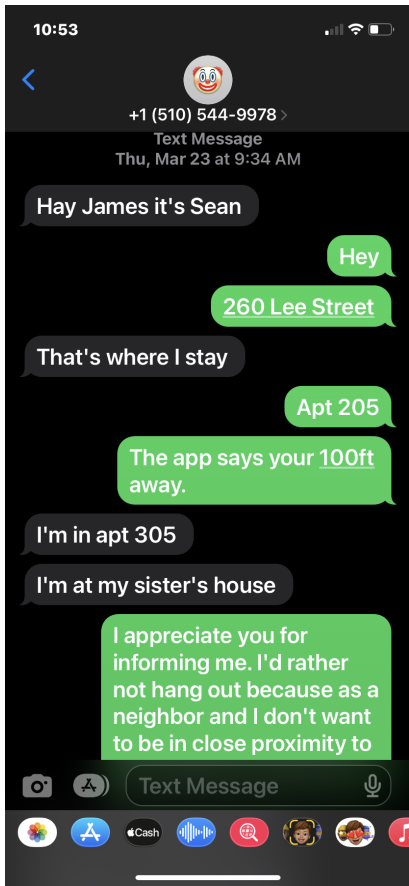 10:53
+1 (510) 544-9978
Text Message
Thu, Mar 23 at 9:34 AM
Hay James it's Sean
Hey
260 Lee Street
That's where I stay
Apt 205
The app says your 100ft
away.
I'm in apt 305
I'm at my sister's house
I appreciate you for
informing me. I'd rather
not hang out because as a
neighbor and I don't want
to be in close proximity to
Text Message
Cash